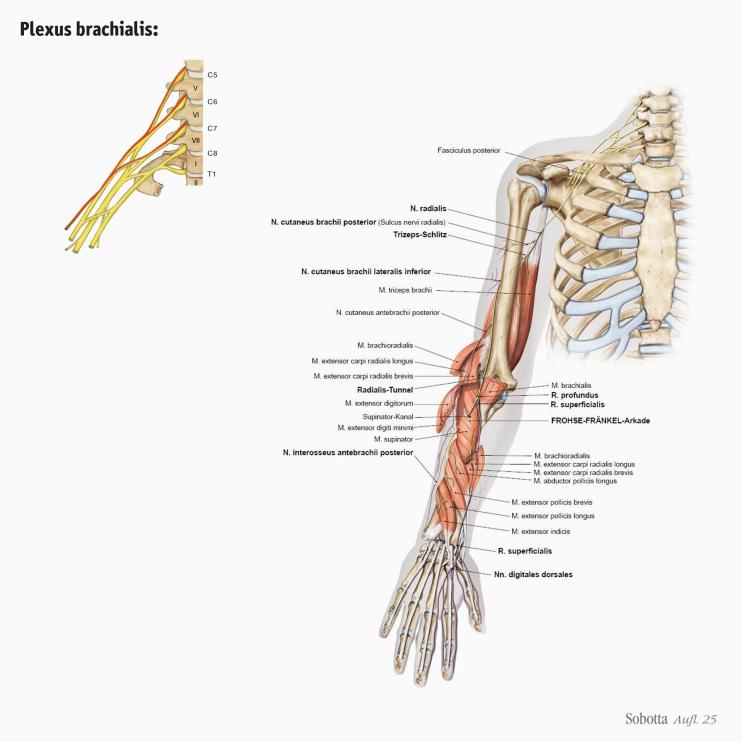 Plexus brachialis:
C5
V
C6
VI
C7
VII
C8
I
T1
II
Fasciculus posterior
N. radialis
N. cutaneus brachii posterior (Sulcus nervi radialis)
Trizeps-Schlitz
N. cutaneus brachii lateralis inferior
M. triceps brachii
N. cutaneus antebrachii posterior
M. brachioradialis
M. extensor carpi radialis longus
M. extensor carpi radialis brevis
Radialis-Tunnel
M. extensor digitorum
Supinator-Kanal
M. extensor digiti minimi
M. supinator
N. interosseus antebrachii posterior
M. brachialis
R. profundus
R. superficialis
FROHSE-FRÄNKEL-Arkade
M. brachioradialis
M. extensor carpi radialis longus
M. extensor carpi radialis brevis
M. abductor pollicis longus
M. extensor pollicis brevis
M. extensor pollicis longus
M. extensor indicis
R. superficialis
Nn. digitales dorsales
Sobotta Aufl. 25